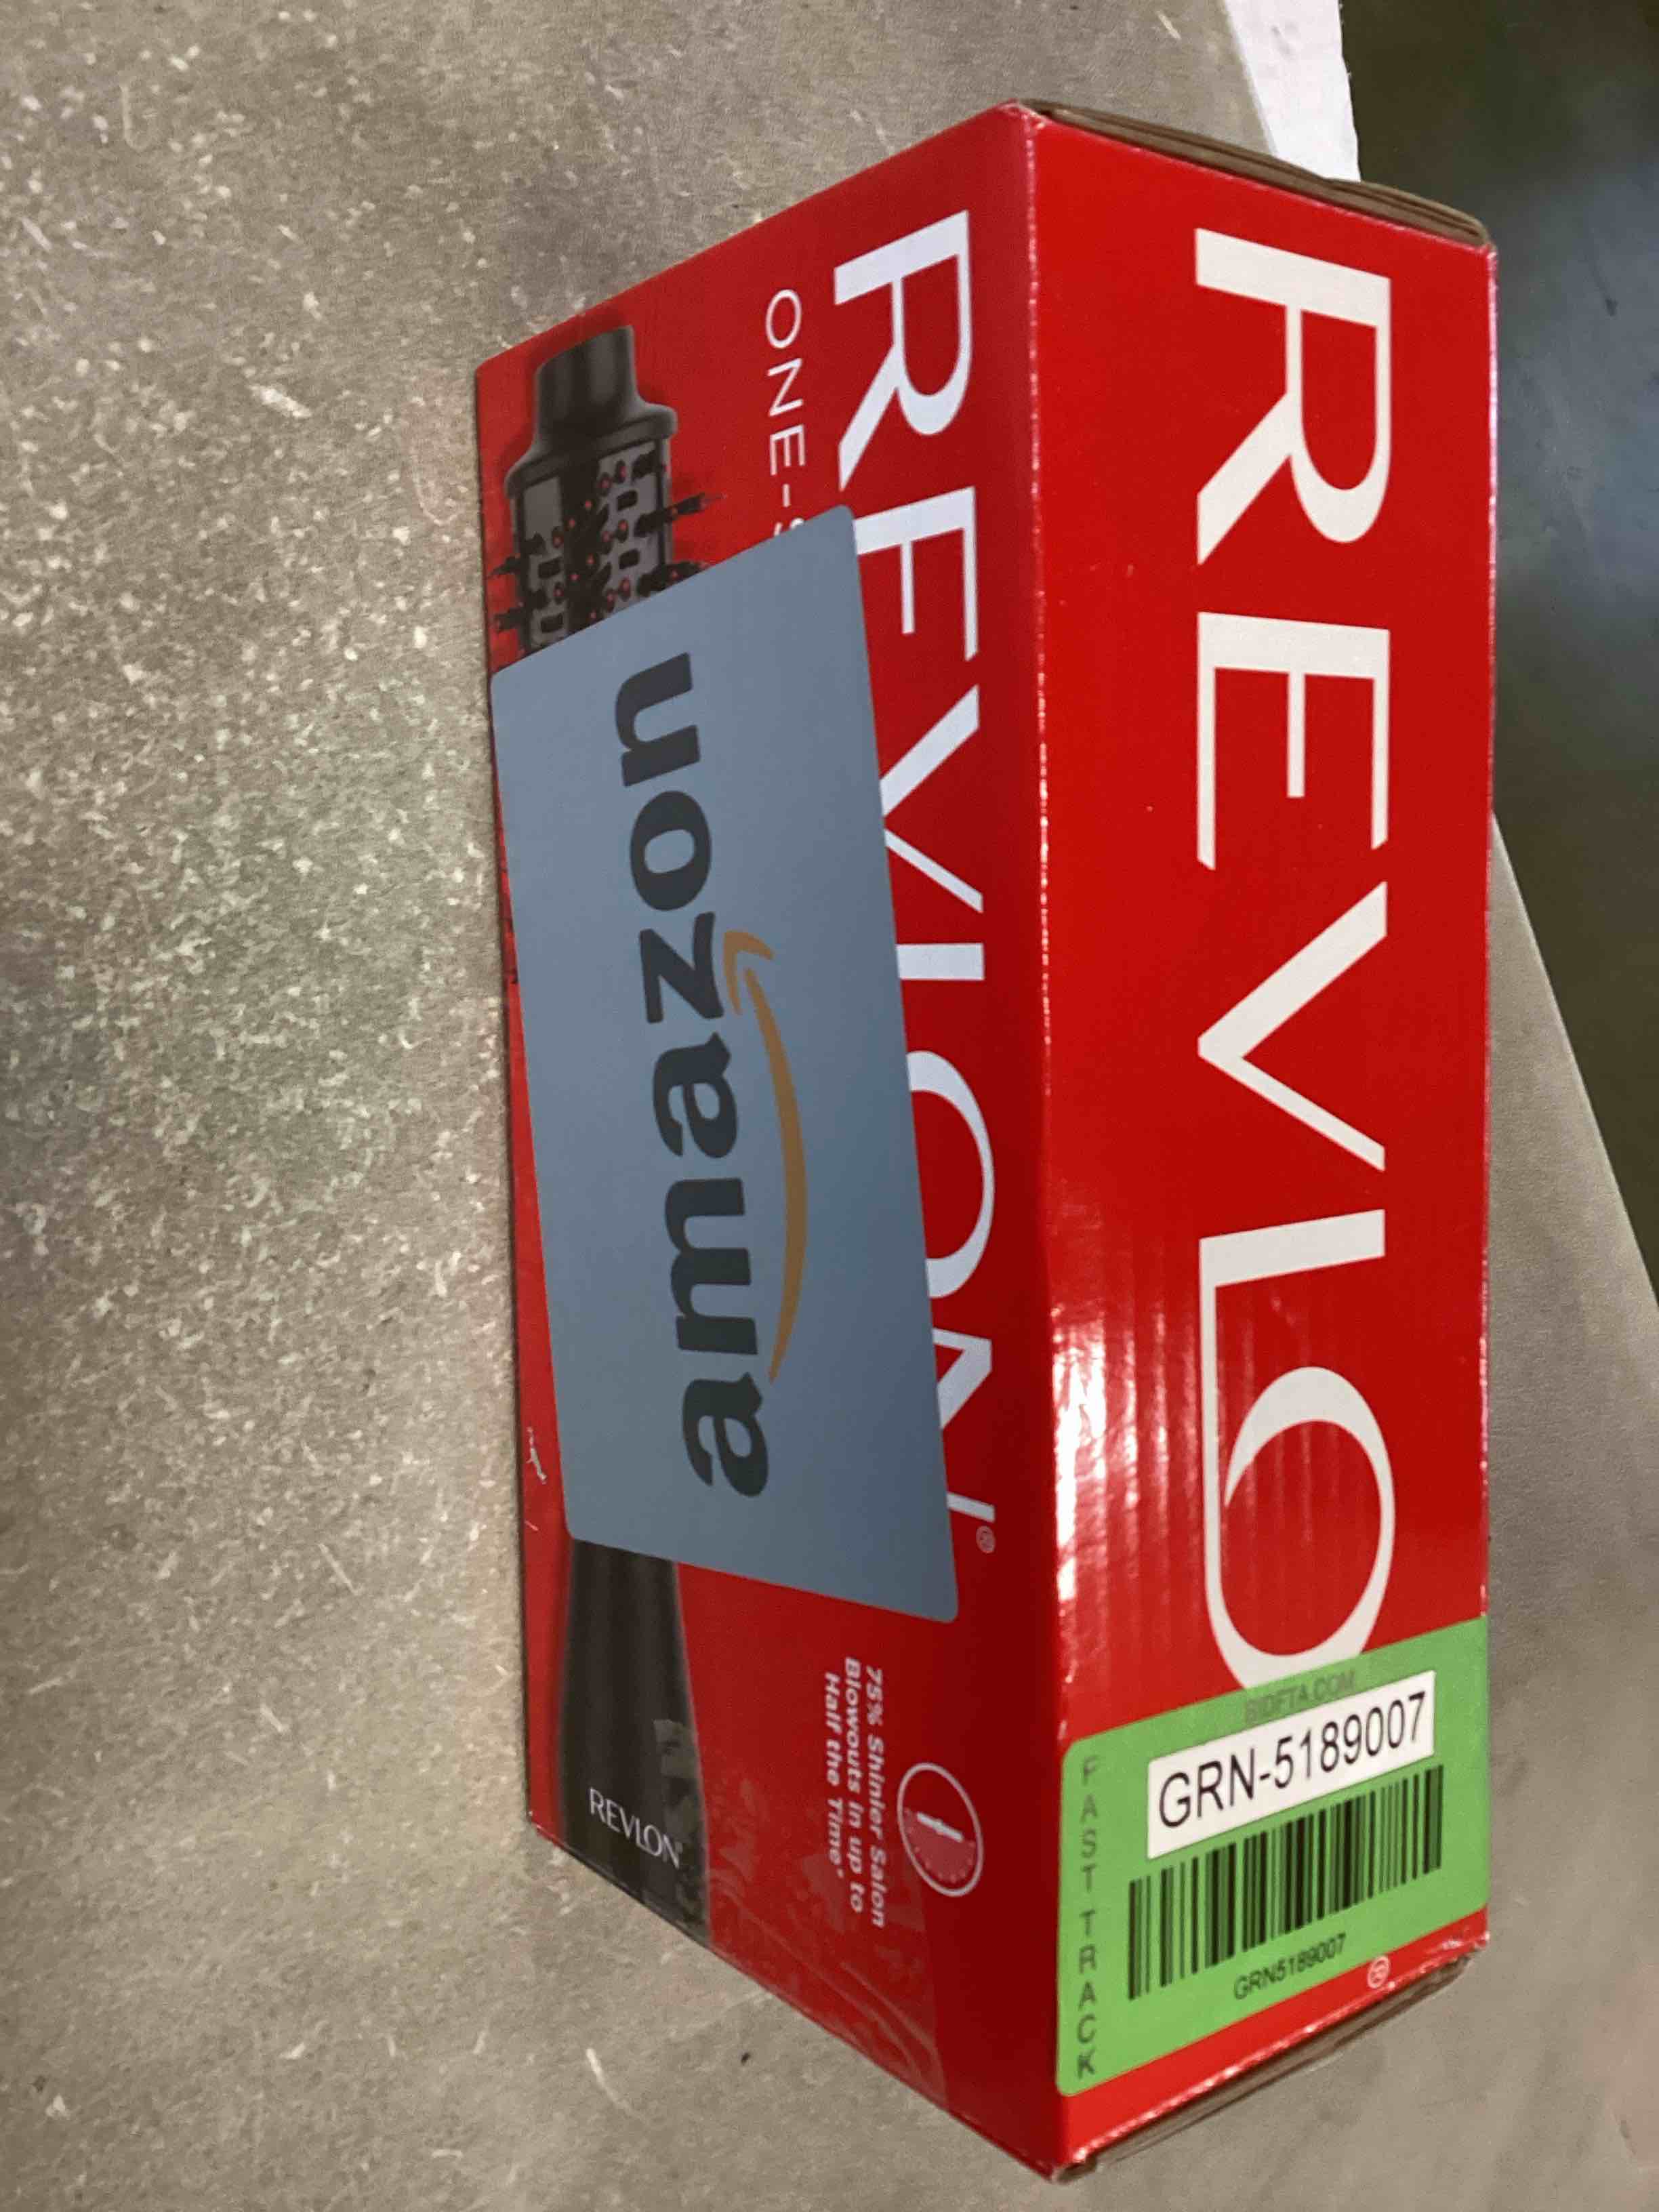 REVLON®
ONE-S
amazon
75% Shinier Salon
Blowouts in up to
Half the Time*
REVLON
REVLO
®
BIDFTA.COM
GRN-5189007
GRN5189007
FAST TRACK